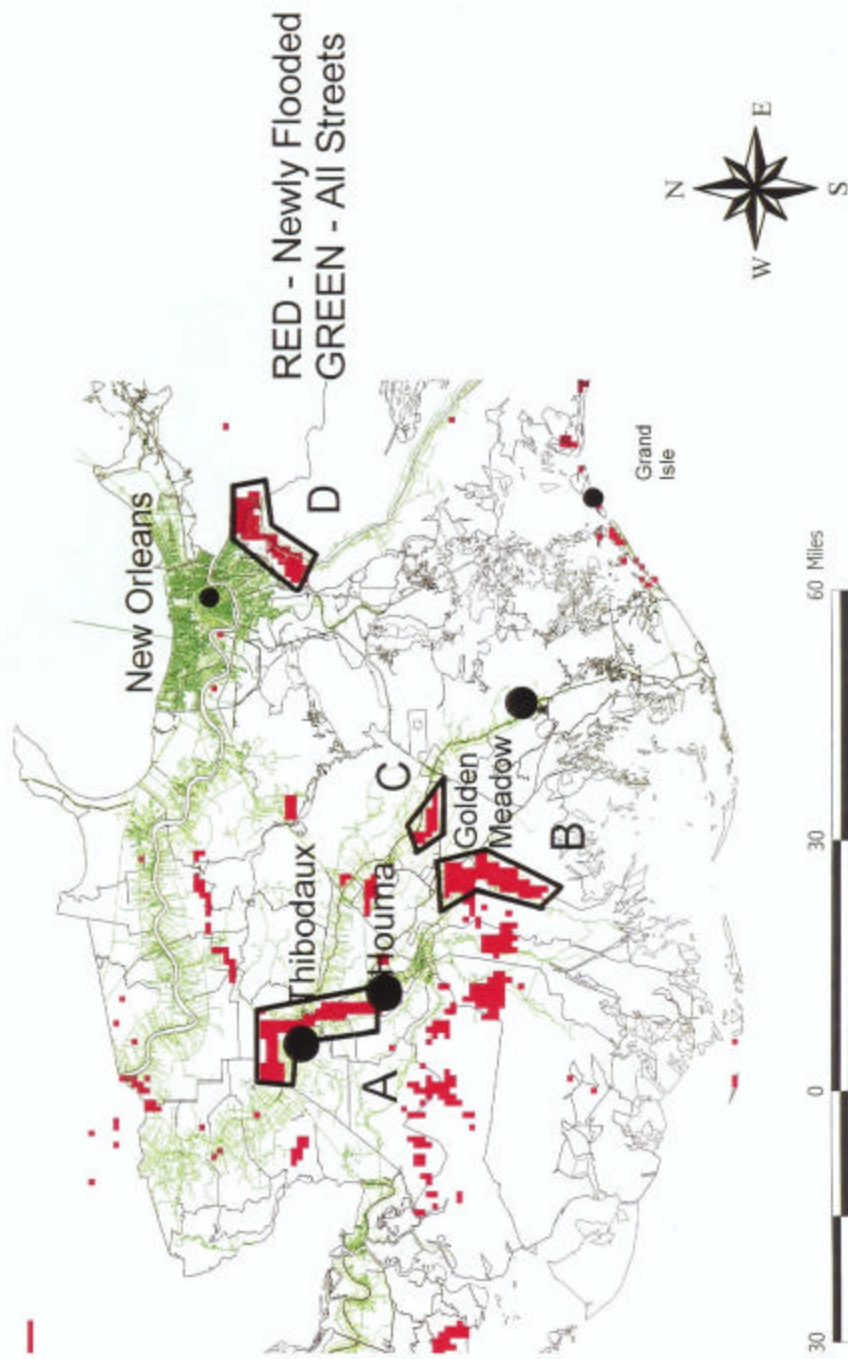 New Orleans
RED - Newly Flooded
GREEN - All Streets
D
Thibodaux
Houma
A
C
Golden
Meadow
B
Grand
Isle
N
W
E
S
30
0
30
60 Miles